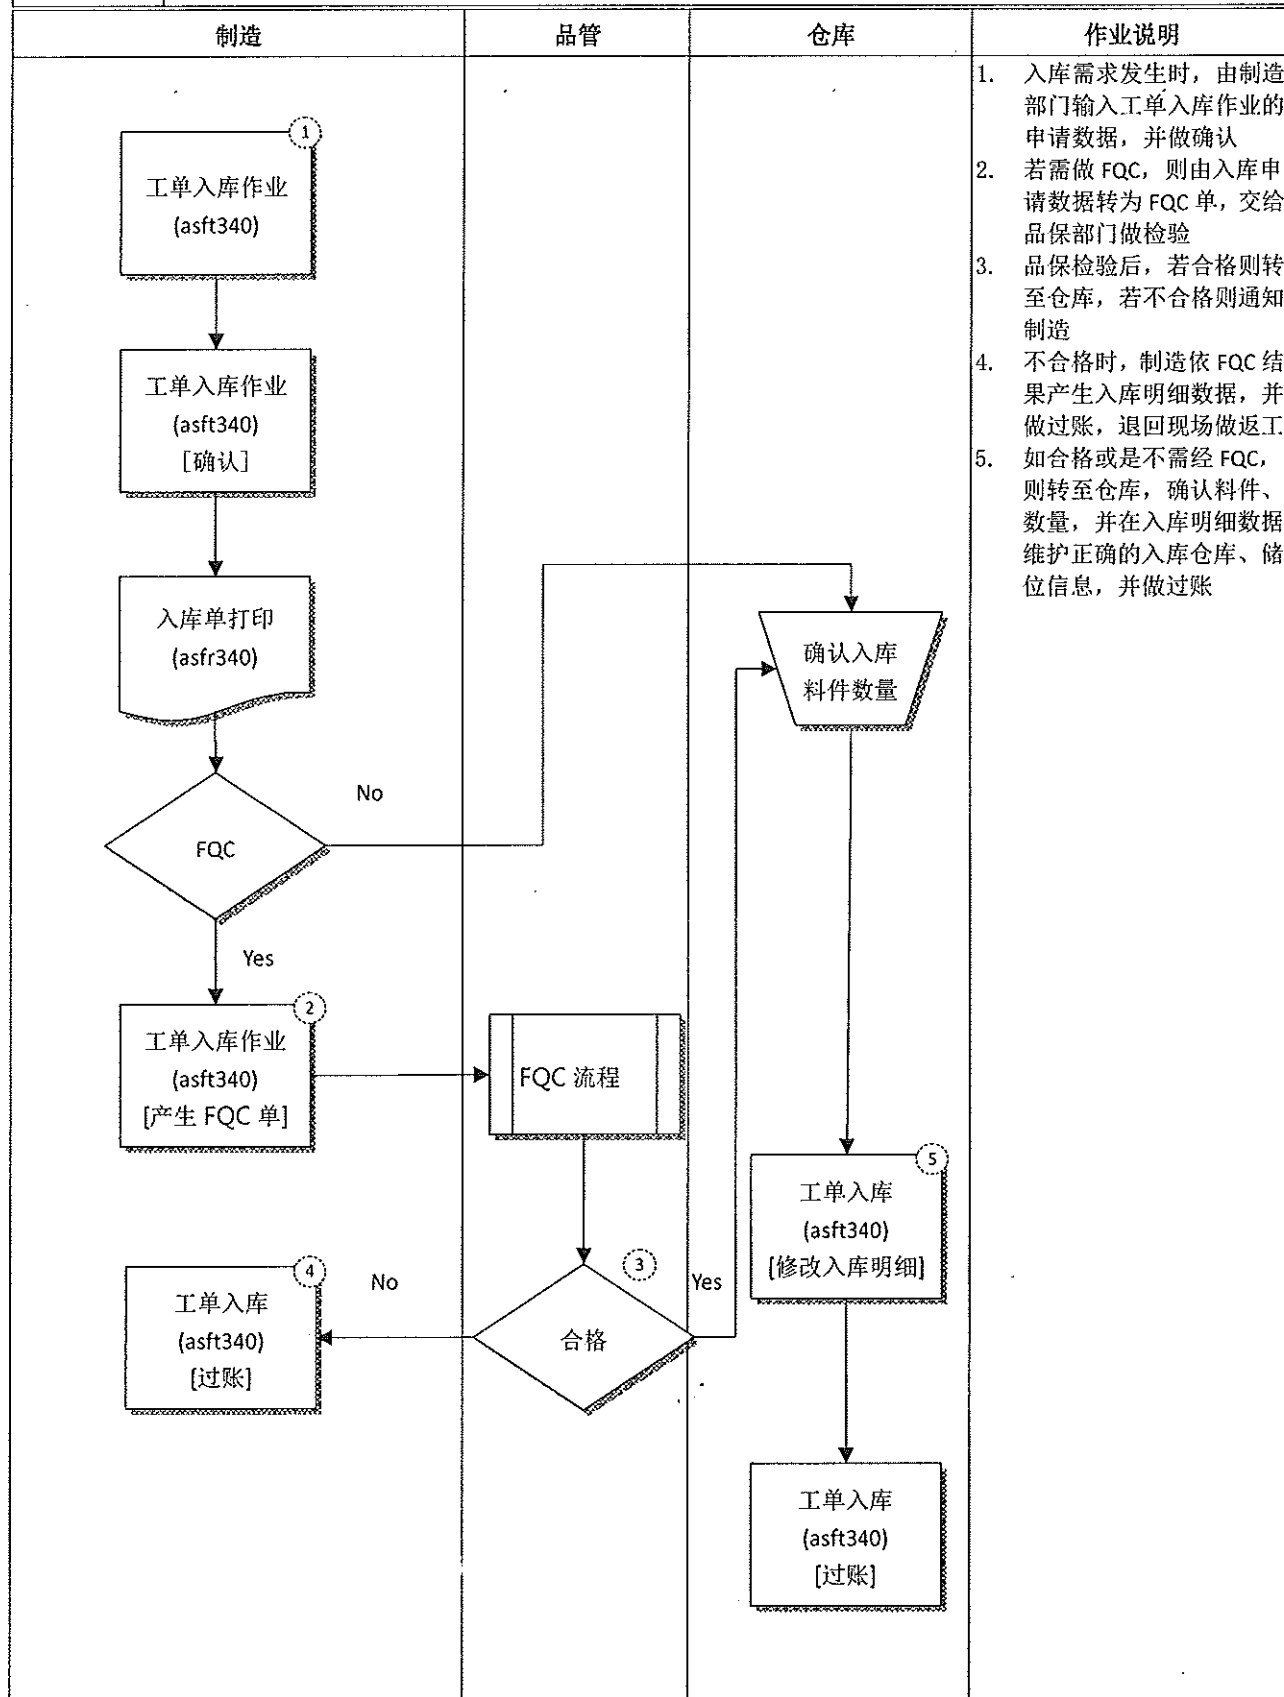 制造
品管
仓库
作业说明
1
工单入库作业
(asft340)
工单入库作业
(asft340)
[确认]
入库单打印
(asfr340)
FQC
No
Yes
2
工单入库作业
(asft340)
[产生 FQC 单]
FQC 流程
3
合格
No
Yes
4
工单入库
(asft340)
[过账]
确认入库
料件数量
5
工单入库
(asft340)
[修改入库明细]
工单入库
(asft340)
[过账]
1. 入库需求发生时，由制造
部门输入工单入库作业的
申请数据，并做确认
2. 若需做 FQC，则由入库申
请数据转为 FQC 单，交给
品保部门做检验
3. 品保检验后，若合格则转
至仓库，若不合格则通知
制造
4. 不合格时，制造依 FQC 结
果产生入库明细数据，并
做过账，退回现场做返工
5. 如合格或是不需经 FQC，
则转至仓库，确认料件、
数量，并在入库明细数据
维护正确的入库仓库、储
位信息，并做过账